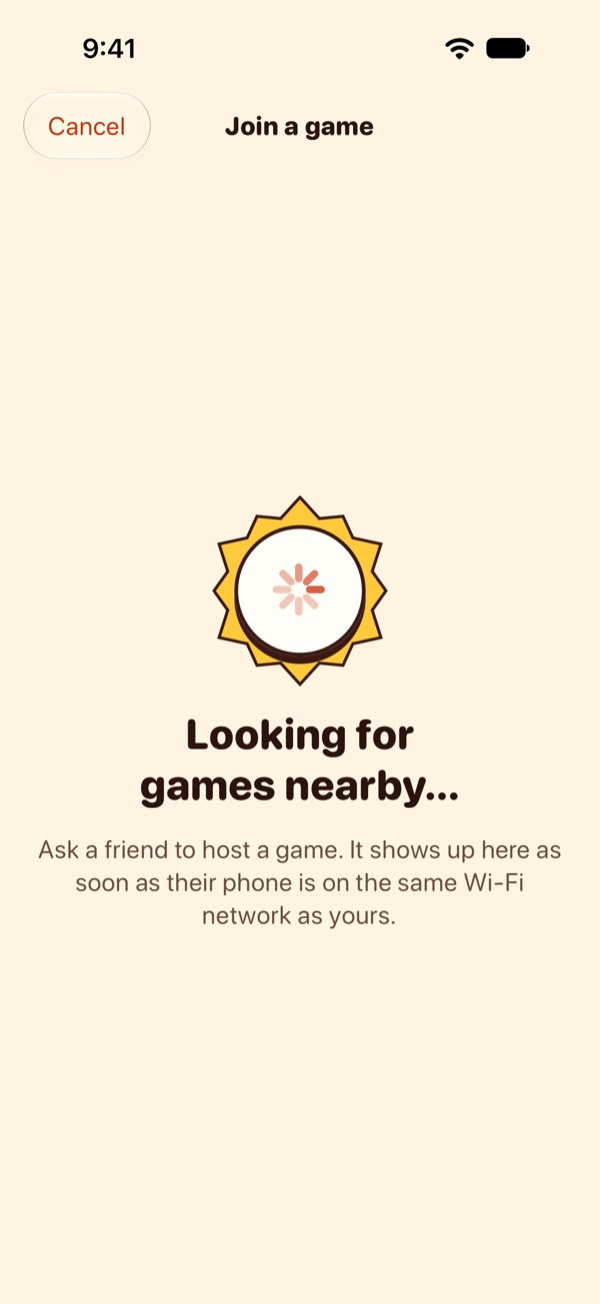 9:41
Cancel
Join a game
Looking for
games nearby...
Ask a friend to host a game. It shows up here as
soon as their phone is on the same Wi-Fi
network as yours.